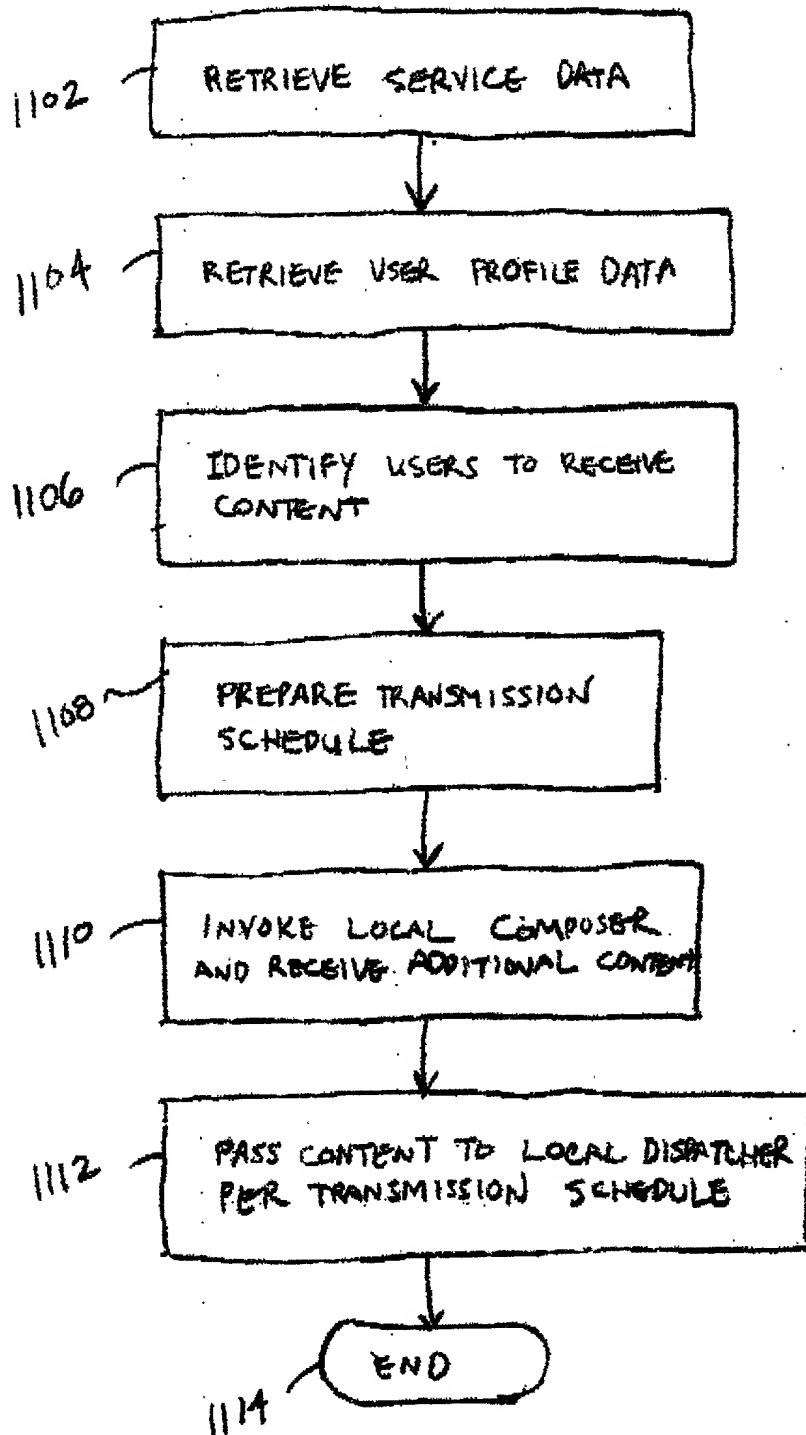 1102 RETRIEVE SERVICE DATA
1104 RETRIEVE USER PROFILE DATA
1106 IDENTIFY USERS TO RECEIVE
CONTENT
1108 PREPARE TRANSMISSION
SCHEDULE
1110 INVOKE LOCAL COMPOSER
AND RECEIVE ADDITIONAL CONTENT
1112 PASS CONTENT TO LOCAL DISPATCHER
PER TRANSMISSION SCHEDULE
END
1114